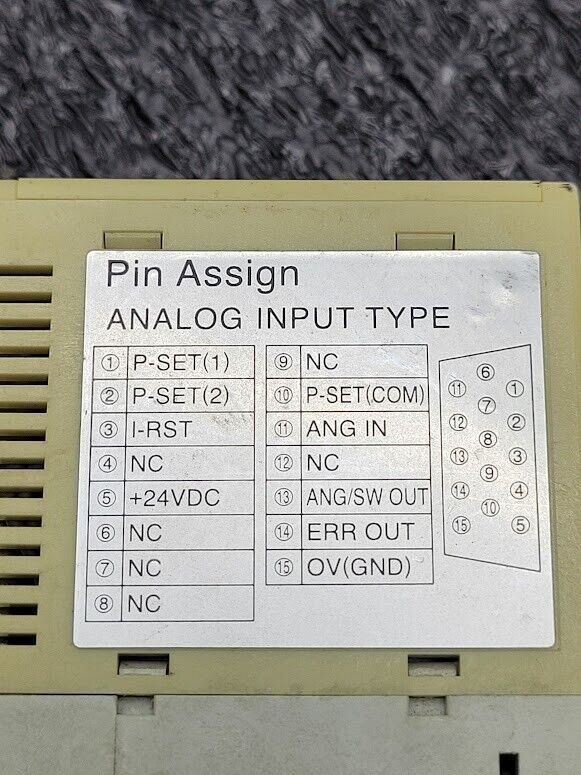 Pin Assign
ANALOG INPUT TYPE
① P-SET(1)
② P-SET(2)
③ I-RST
④ NC
⑤ +24VDC
⑥ NC
⑦ NC
⑧ NC
⑨ NC
⑩ P-SET(COM)
⑪ ANG IN
⑫ NC
⑬ ANG/SW OUT
⑭ ERR OUT
⑮ OV(GND)
⑥
⑪ ①
⑦
⑫ ②
⑧
⑬ ③
⑨
⑭ ④
⑩
⑮ ⑤